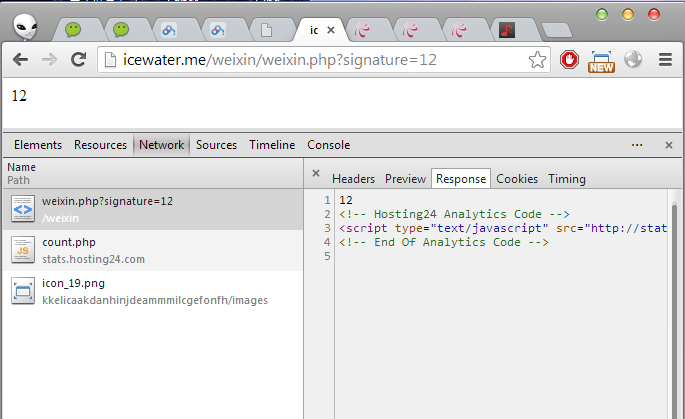 ic
icewater.me/weixin/weixin.php?signature=12
NEW
12
Elements Resources Network Sources Timeline Console
Name
Path
Headers Preview Response Cookies Timing
weixin.php?signature=12
/weixin
count.php
stats.hosting24.com
icon_19.png
kkelicaakdanhinjdeammmilcgefonfh/images
1 12
2 <!-- Hosting24 Analytics Code -->
3 <script type="text/javascript" src="http://stat
4 <!-- End Of Analytics Code -->
5